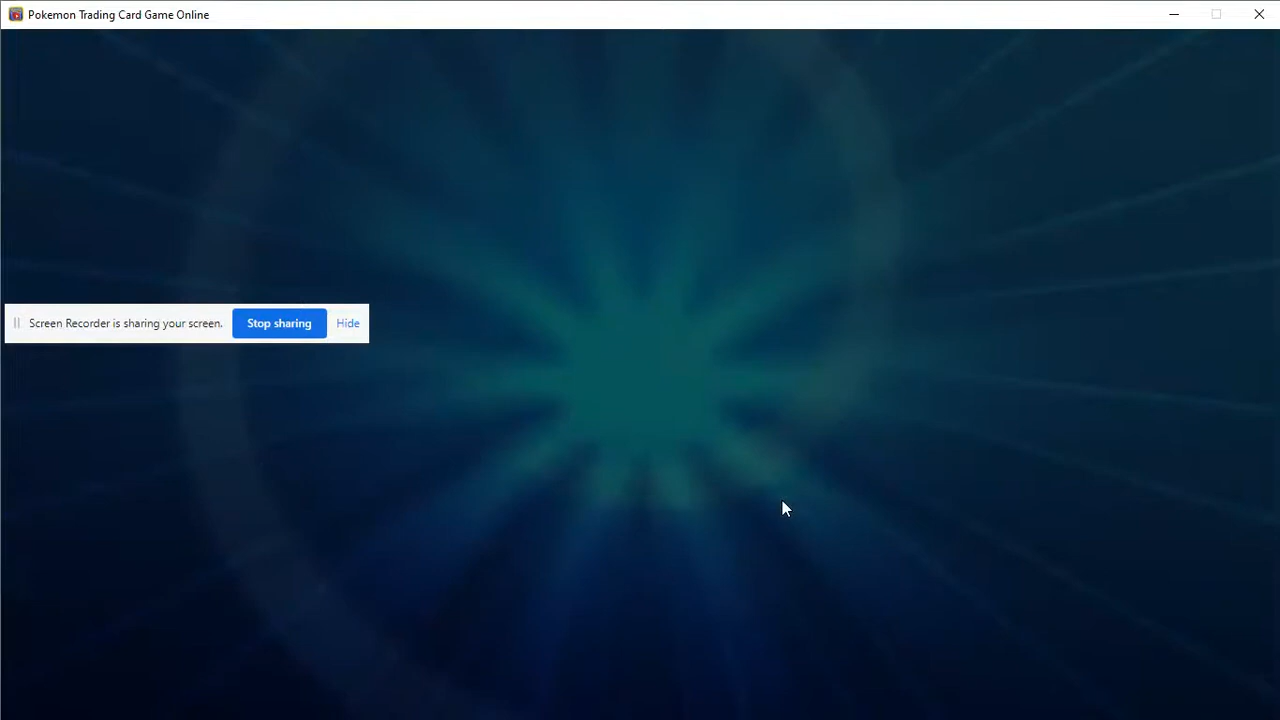 Pokemon Trading Card Game Online
Screen Recorder is sharing your screen. Stop sharing Hide